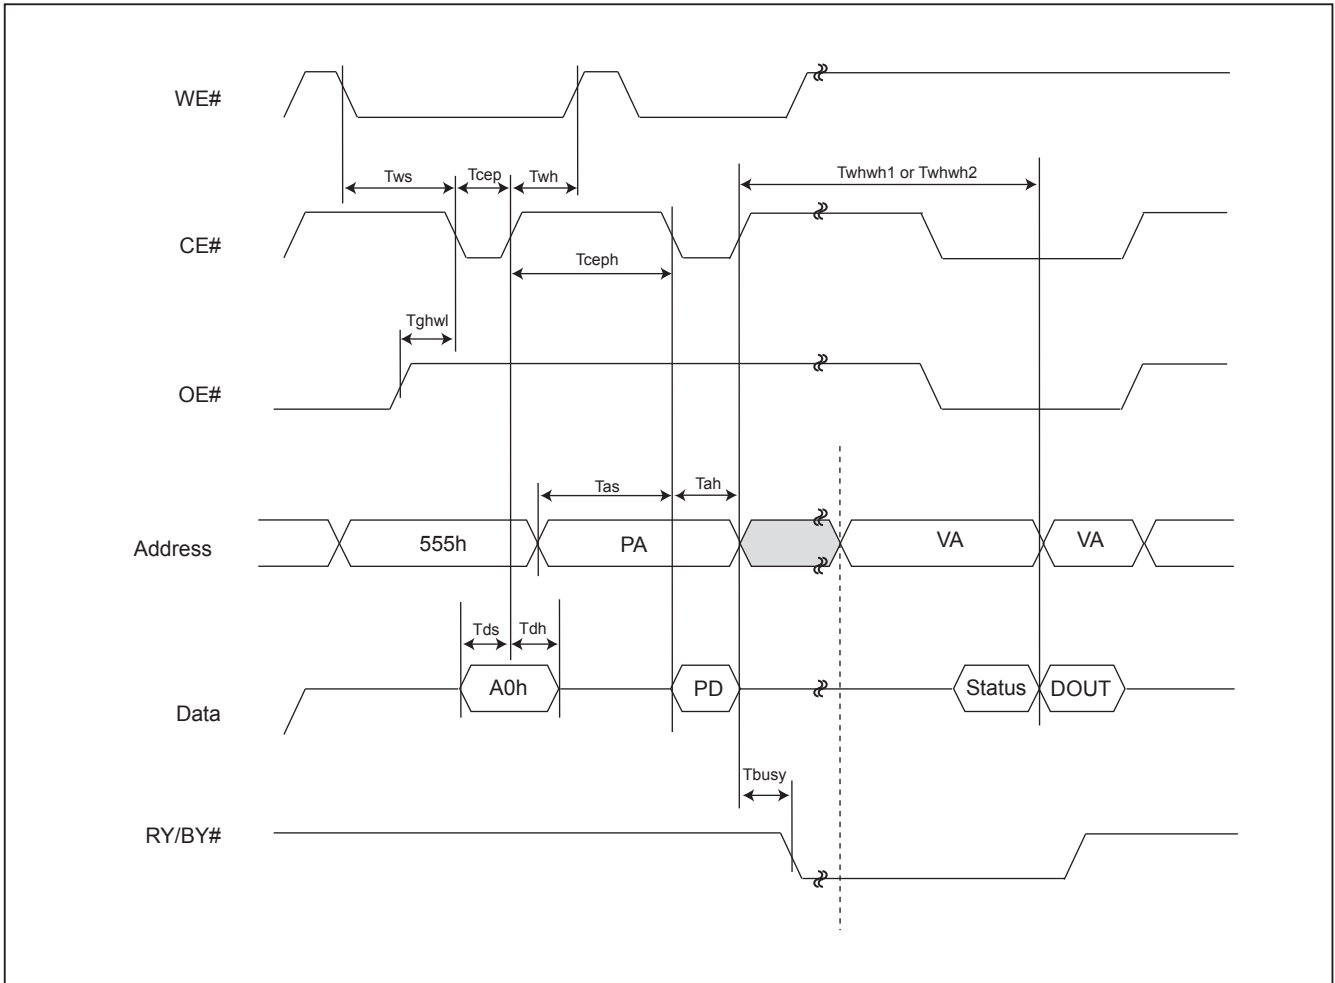 WE#
Tws
Tcep
Twh
Twhwh1 or Twhwh2
CE#
Tceph
Tghwl
OE#
Tas
Tah
Address
555h
PA
VA
VA
Tds
Tdh
Data
A0h
PD
Status
DOUT
Tbusy
RY/BY#